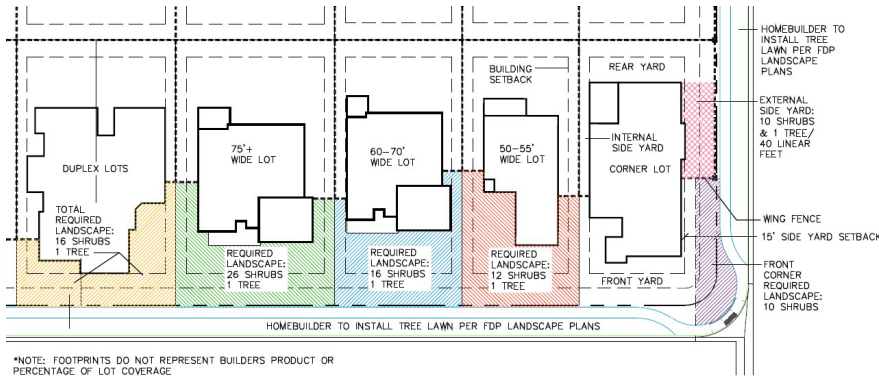 HOMEBUILDER TO
INSTALL TREE
LAWN PER FDP
LANDSCAPE
PLANS
BUILDING
SETBACK
REAR YARD
EXTERNAL
SIDE YARD:
10 SHRUBS
& 1 TREE/
40 LINEAR
FEET
INTERNAL
SIDE YARD
CORNER LOT
DUPLEX LOTS
75'+
WIDE LOT
60-70'
WIDE LOT
50-55'
WIDE LOT
TOTAL
REQUIRED
LANDSCAPE:
16 SHRUBS
1 TREE
REQUIRED
LANDSCAPE:
26 SHRUBS
1 TREE
REQUIRED
LANDSCAPE:
16 SHRUBS
1 TREE
REQUIRED
LANDSCAPE:
12 SHRUBS
1 TREE
FRONT YARD
WING FENCE
15' SIDE YARD SETBACK
FRONT
CORNER
REQUIRED
LANDSCAPE:
10 SHRUBS
HOMEBUILDER TO INSTALL TREE LAWN PER FDP LANDSCAPE PLANS
*NOTE: FOOTPRINTS DO NOT REPRESENT BUILDERS PRODUCT OR
PERCENTAGE OF LOT COVERAGE